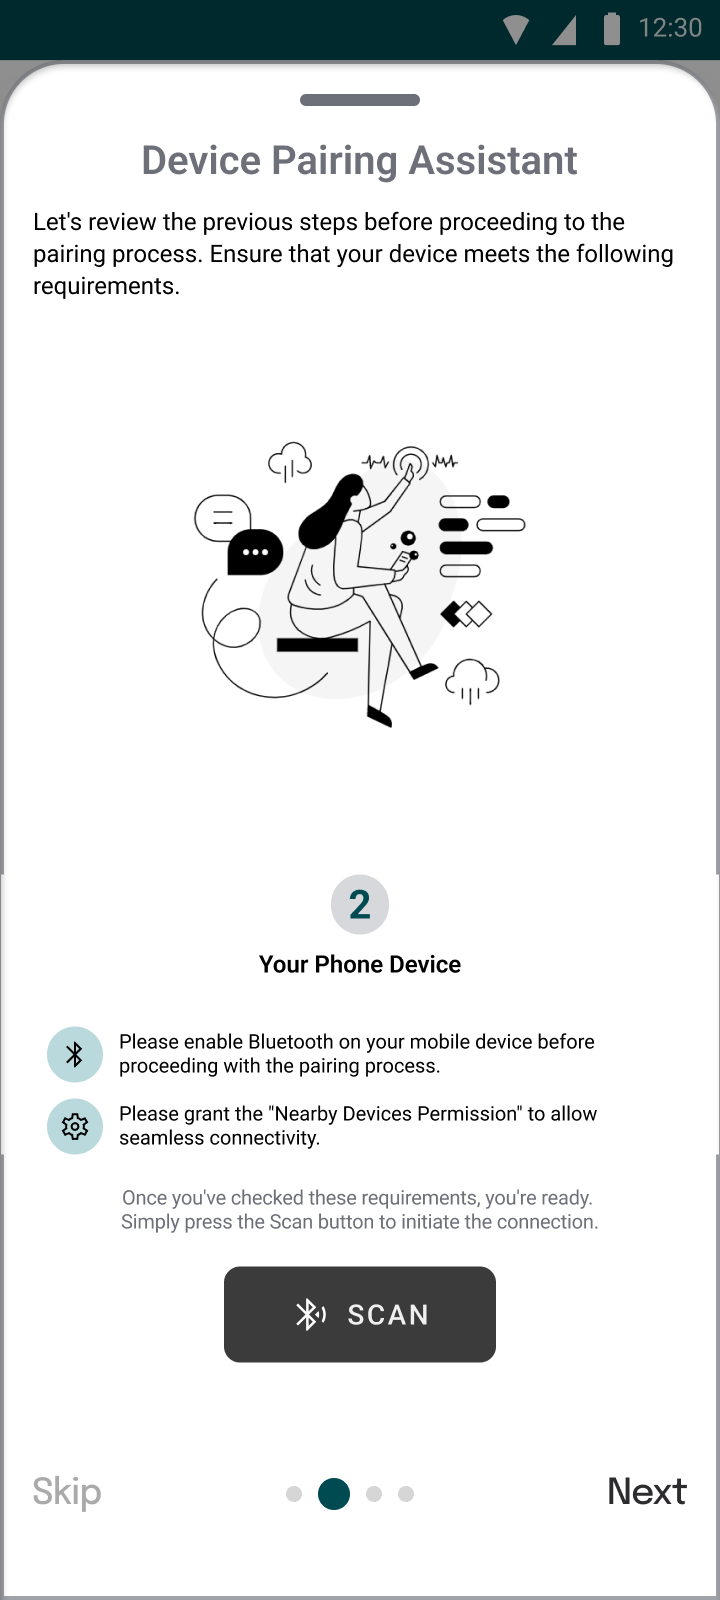 12:30
Device Pairing Assistant
Let's review the previous steps before proceeding to the
pairing process. Ensure that your device meets the following
requirements.
2
Your Phone Device
Please enable Bluetooth on your mobile device before
proceeding with the pairing process.
Please grant the "Nearby Devices Permission" to allow
seamless connectivity.
Once you've checked these requirements, you're ready.
Simply press the Scan button to initiate the connection.
SCAN
Skip
Next